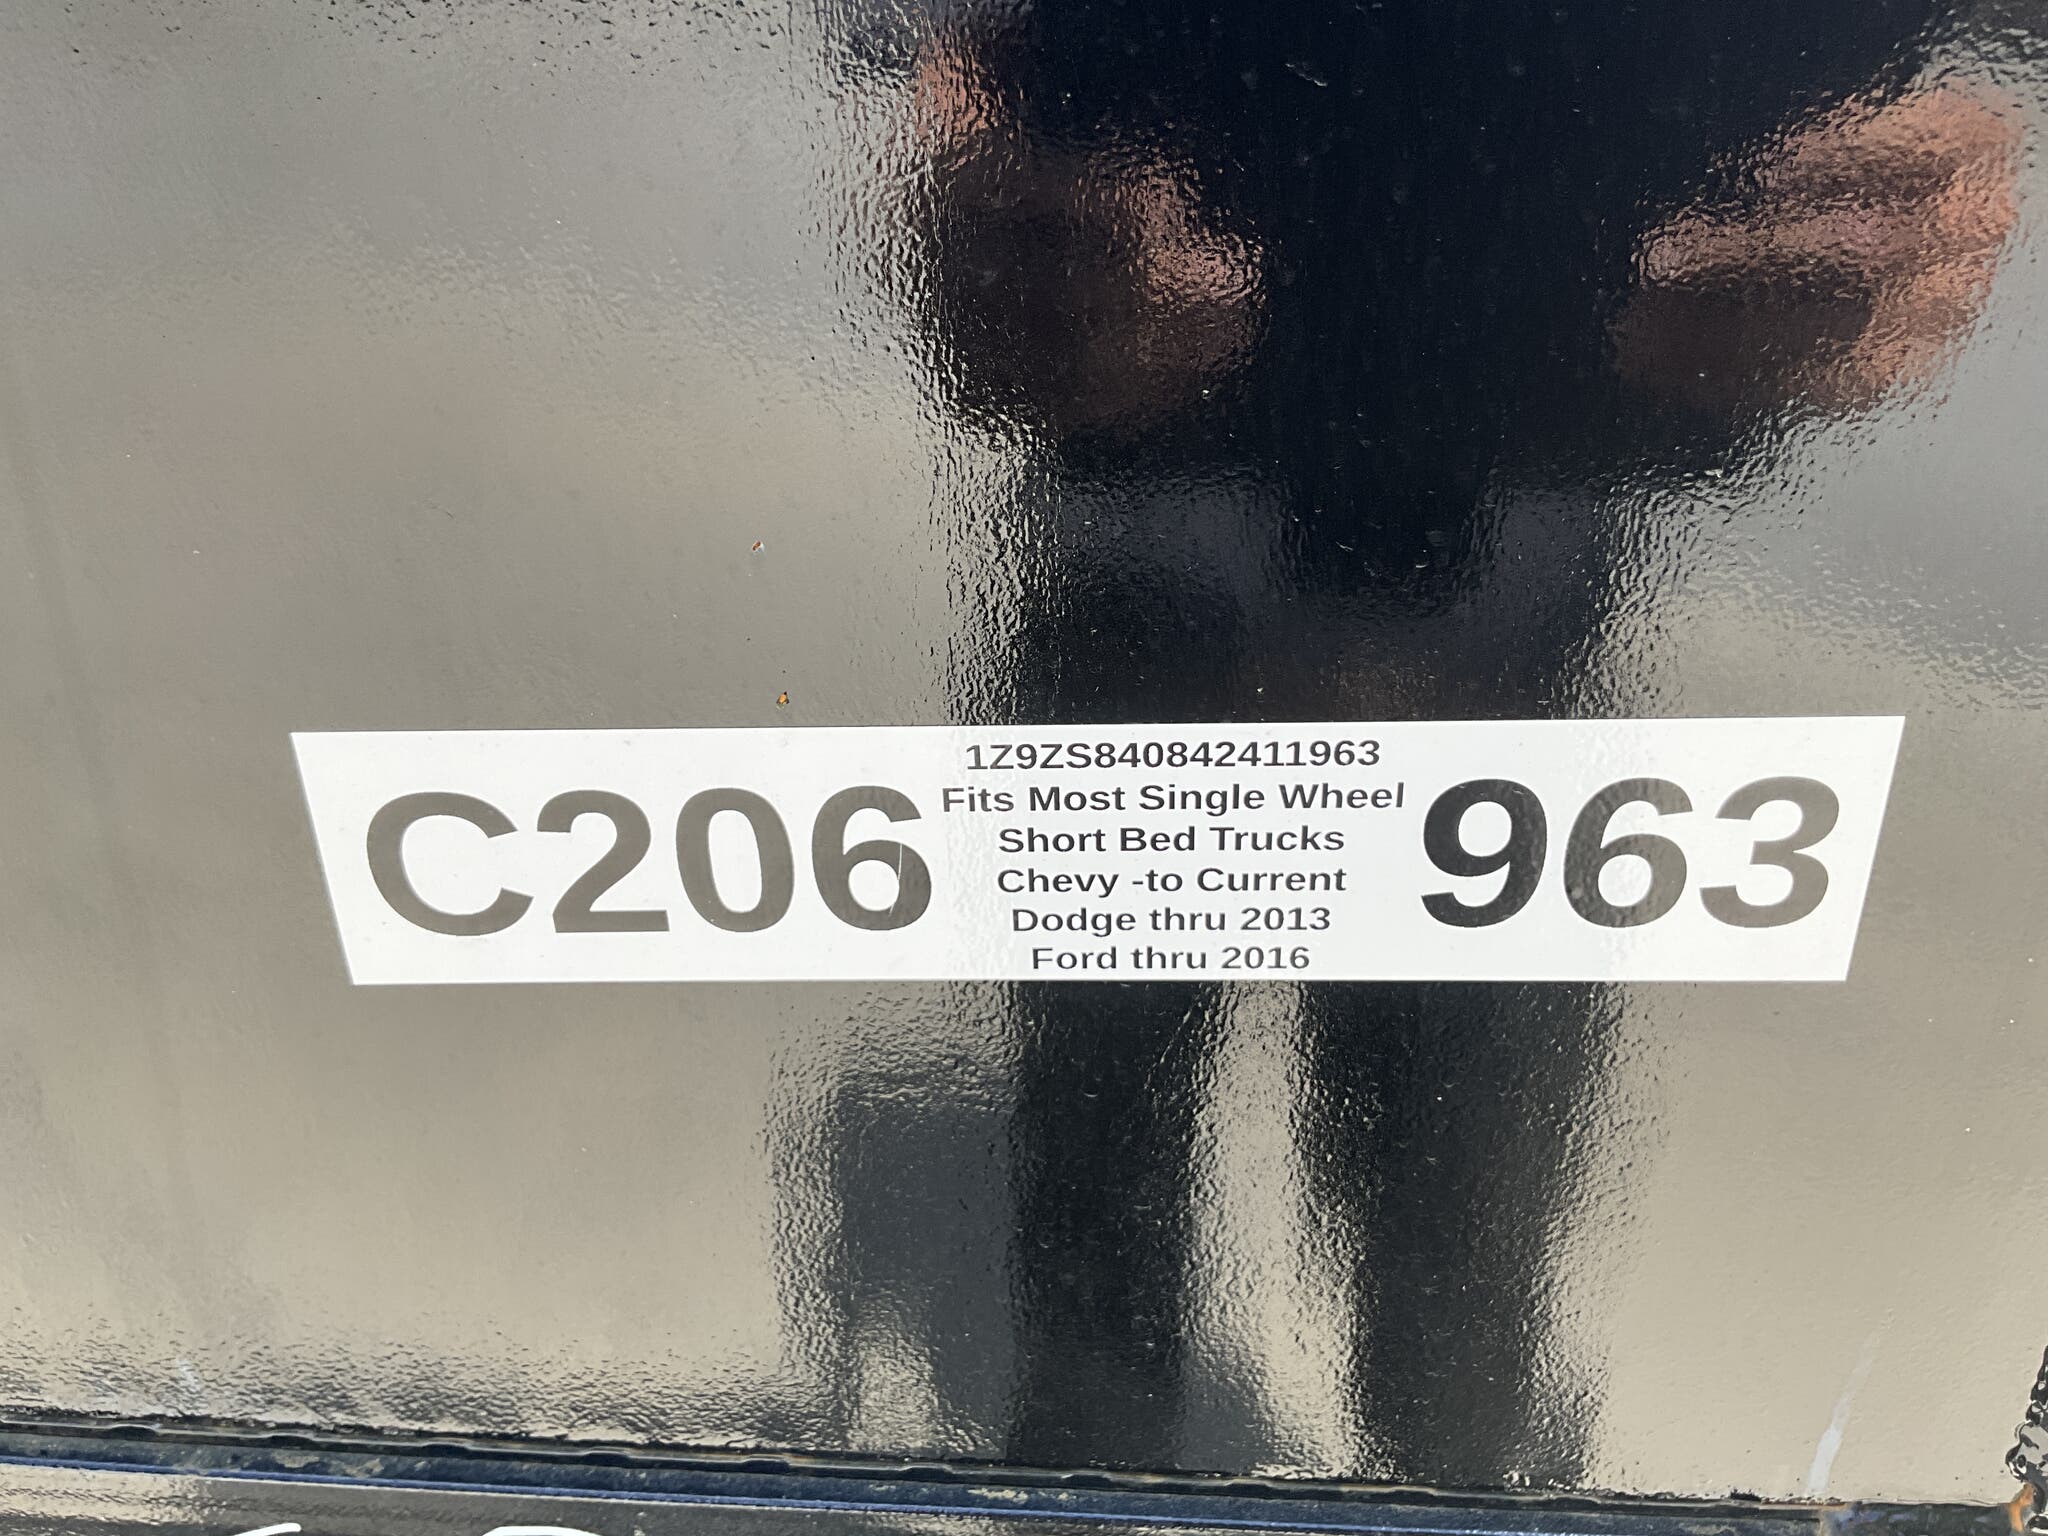 C206
1Z9ZS840842411963
Fits Most Single Wheel
Short Bed Trucks
Chevy -to Current
Dodge thru 2013
Ford thru 2016
963